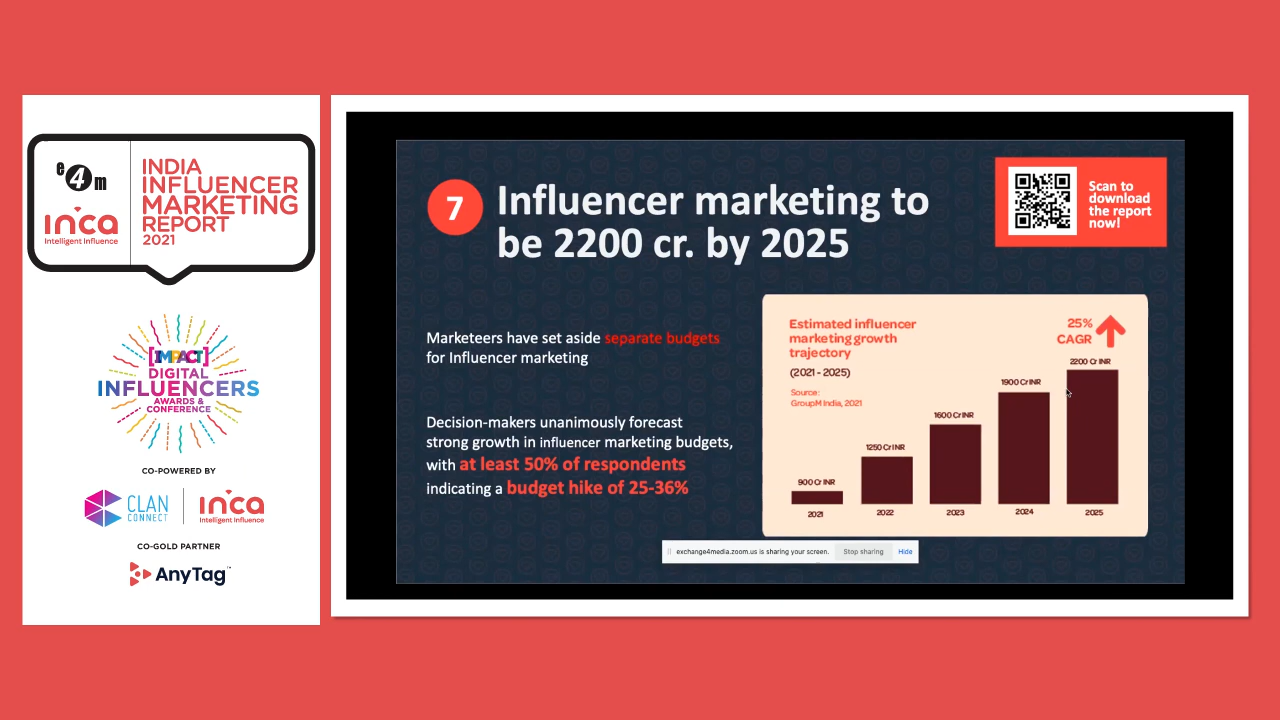 e4m
INCA
Intelligent Influence
INDIA
INFLUENCER
MARKETING
REPORT
2021
[IMPACT]
DIGITAL
INFLUENCERS
AWARDS &
CONFERENCE
CO-POWERED BY
CLAN
CONNECT
INCA
Intelligent Influence
CO-GOLD PARTNER
AnyTag™
7
Influencer marketing to
be 2200 cr. by 2025
Scan to
download
the report
now!
Marketeers have set aside separate budgets
for Influencer marketing
Decision-makers unanimously forecast
strong growth in influencer marketing budgets,
with at least 50% of respondents
indicating a budget hike of 25-36%
Estimated influencer
marketing growth
trajectory
(2021 - 2025)
Source:
GroupM India, 2021
25%
CAGR
900 Cr INR
1250 Cr INR
1600 Cr INR
1900 Cr INR
2200 Cr INR
2021
2022
2023
2024
2025
exchange4media.zoom.us is sharing your screen.
Stop sharing
Hide